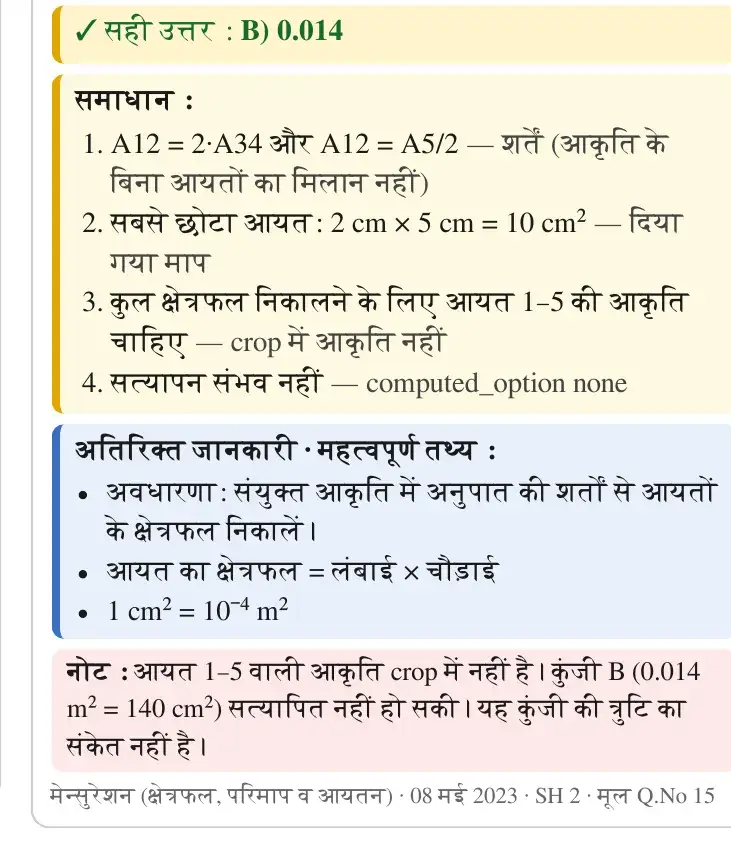 ✓ सही उत्तर : B) 0.014
समाधान :
1. A12 = 2·A34 और A12 = A5/2 — शर्तें (आकृति के
बिना आयतों का मिलान नहीं)
2. सबसे छोटा आयत: 2 cm × 5 cm = 10 cm² — दिया
गया माप
3. कुल क्षेत्रफल निकालने के लिए आयत 1–5 की आकृति
चाहिए — crop में आकृति नहीं
4. सत्यापन संभव नहीं — computed_option none
अतिरिक्त जानकारी · महत्वपूर्ण तथ्य :
• अवधारणा: संयुक्त आकृति में अनुपात की शर्तों से आयतों
के क्षेत्रफल निकालें।
• आयत का क्षेत्रफल = लंबाई × चौड़ाई
• 1 cm² = 10⁻⁴ m²
नोट : आयत 1–5 वाली आकृति crop में नहीं है। कुंजी B (0.014
m² = 140 cm²) सत्यापित नहीं हो सकी। यह कुंजी की त्रुटि का
संकेत नहीं है।
मेन्सुरेशन (क्षेत्रफल, परिमाप व आयतन) · 08 मई 2023 · SH 2 · मूल Q.No 15